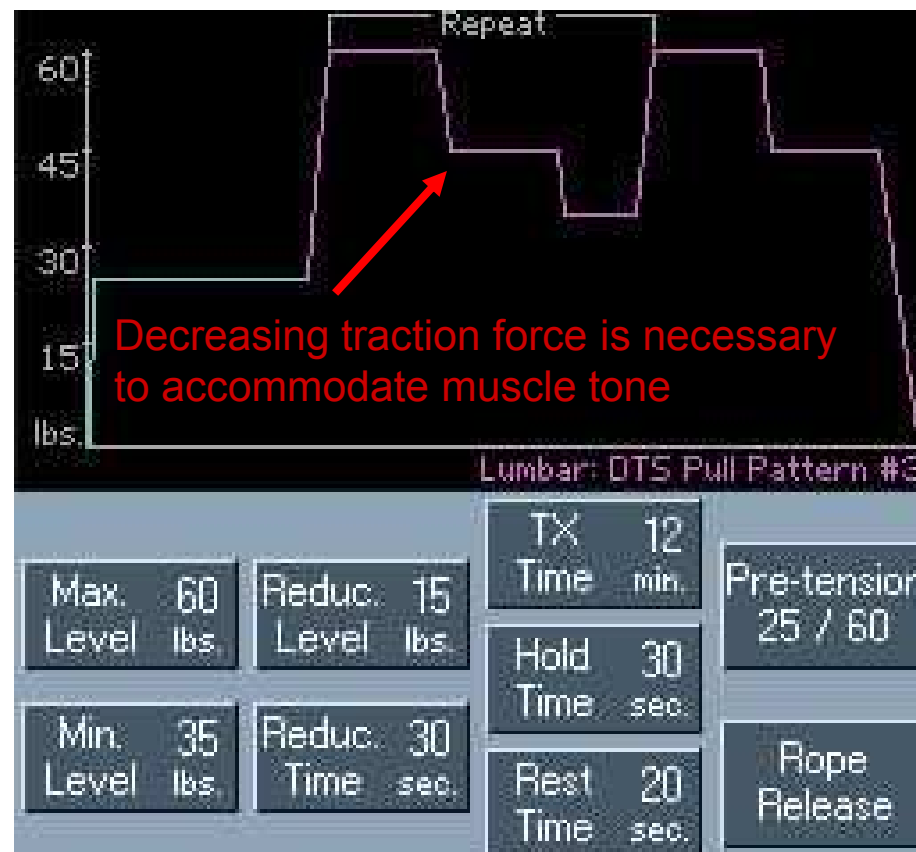 Repeat
60
45
30
15
lbs.
Decreasing traction force is necessary
to accommodate muscle tone
Lumbar: DTS Pull Pattern #3
Max. 60
Level lbs.
Reduc. 15
Level lbs.
TX 12
Time min.
Pre-tension
25 / 60
Hold 30
Time sec.
Min. 35
Level lbs.
Reduc. 30
Time sec.
Rest 20
Time sec.
Rope
Release